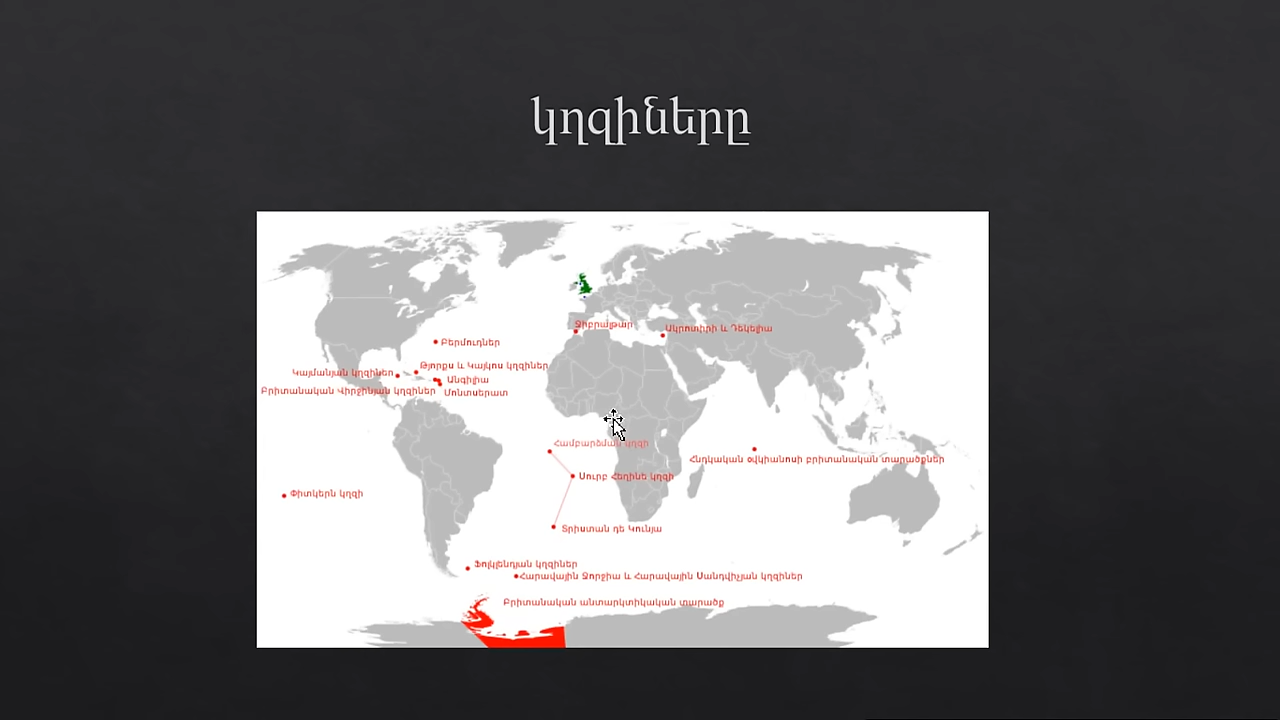 կղզիները
Ջիբրալթար
Ակրոտիրի և Դեկելիա
Բերմուդներ
Թյորքս և Կայկոս կղզիներ
Կայմանյան կղզիներ
Անգիլիա
Բրիտանական Վիրջինյան կղզիներ
Մոնտսերատ
Համբարձման կղզի
Հնդկական օվկիանոսի բրիտանական տարածքներ
Սուրբ Հեղինե կղզի
Փիտկերն կղզի
Տրիստան դե Կունյա
Ֆոլկլենդյան կղզիներ
Հարավային Ջորջիա և Հարավային Սանդվիչյան կղզիներ
Բրիտանական անտարկտիկական տարածք